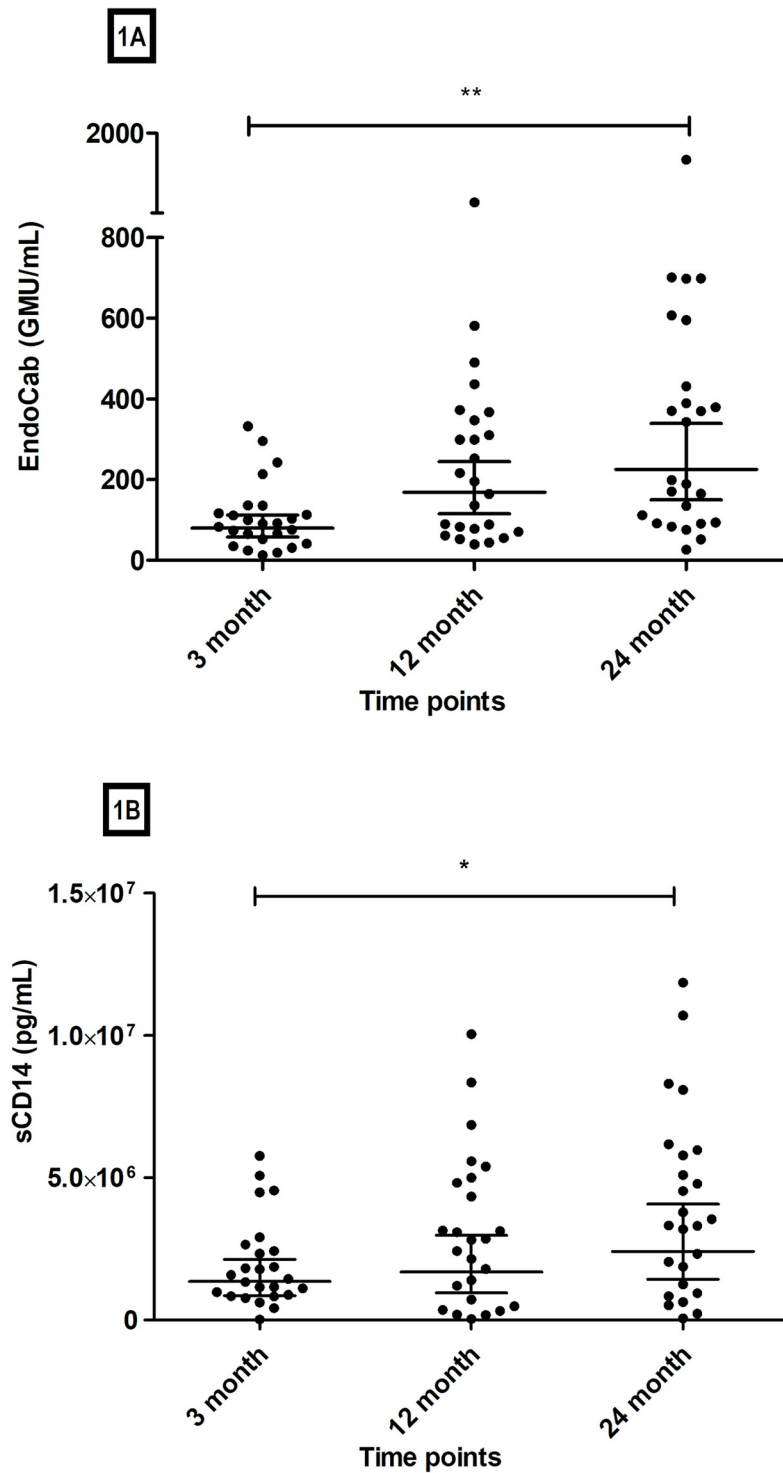 1A
**
2000
800
600
400
200
0
EndoCab (GMU/mL)
3 month
12 month
24 month
Time points
1B
*
1.5×10⁷
1.0×10⁷
5.0×10⁶
0
sCD14 (pg/mL)
3 month
12 month
24 month
Time points